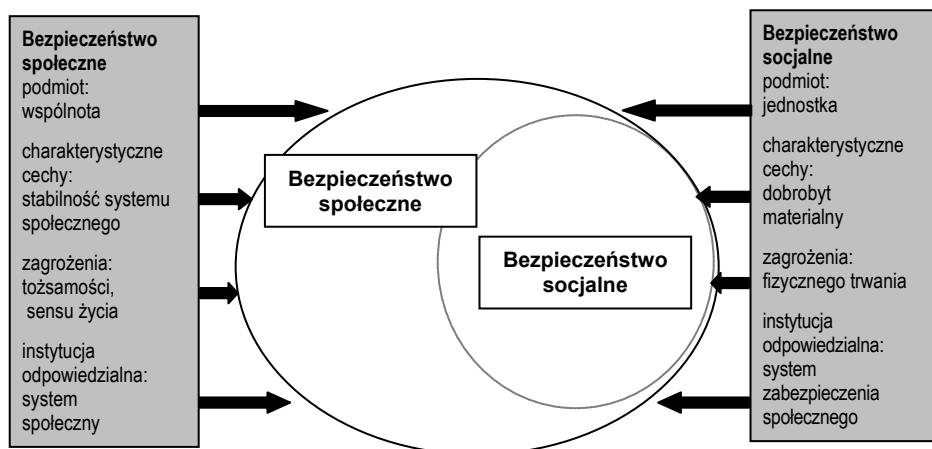 Bezpieczeństwo
społeczne
podmiot:
wspólnota
charakterystyczne
cechy:
stabilność systemu
społecznego
zagrożenia:
tożsamości,
sensu życia
instytucja
odpowiedzialna:
system
społeczny
Bezpieczeństwo
społeczne
Bezpieczeństwo
socjalne
Bezpieczeństwo
socjalne
podmiot:
jednostka
charakterystyczne
cechy:
dobrobyt
materialny
zagrożenia:
fizycznego trwania
instytucja
odpowiedzialna:
system
zabezpieczenia
społecznego